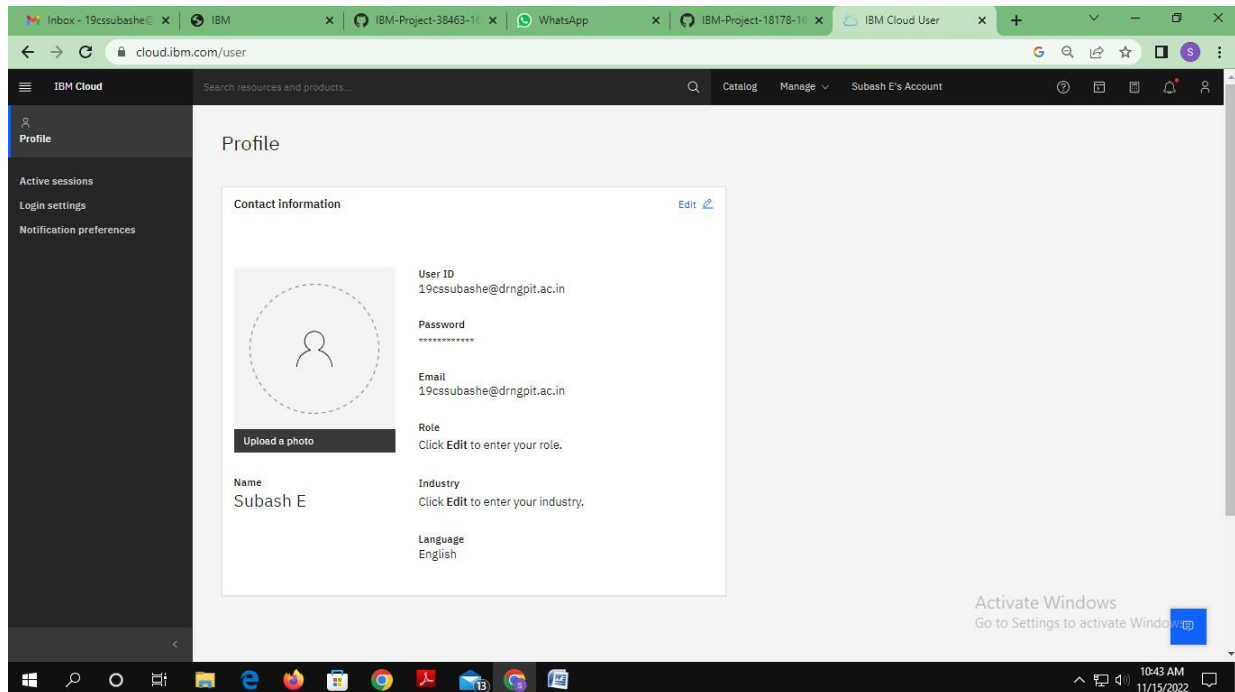 Inbox - 19cssubashe@
IBM
IBM-Project-38463-16
WhatsApp
IBM-Project-18178-16
IBM Cloud User
cloud.ibm.com/user
G
S
IBM Cloud
Search resources and products...
Catalog
Manage
Subash E's Account
Profile
Active sessions
Login settings
Notification preferences
Profile
Contact information
Edit
User ID
19cssubashe@drngpit.ac.in
Password
************
Email
19cssubashe@drngpit.ac.in
Role
Click Edit to enter your role.
Upload a photo
Name
Subash E
Industry
Click Edit to enter your industry.
Language
English
Activate Windows
Go to Settings to activate Windows.
13
10:43 AM
11/15/2022